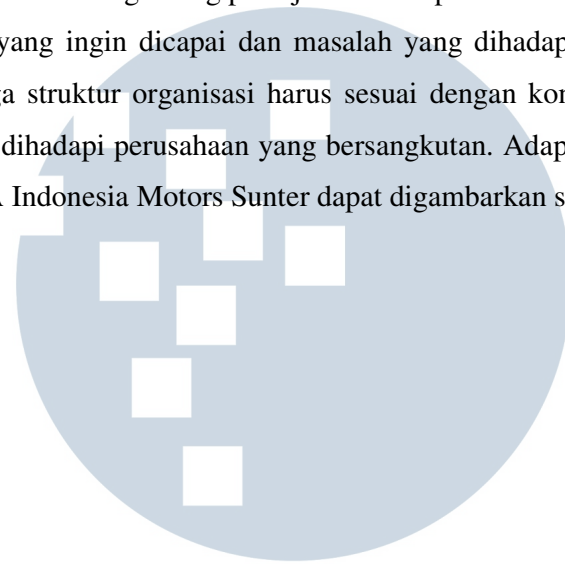 yang ingin dicapai dan masalah yang dihadap
a struktur organisasi harus sesuai dengan kon
dihadapi perusahaan yang bersangkutan. Adap
Indonesia Motors Sunter dapat digambarkan s